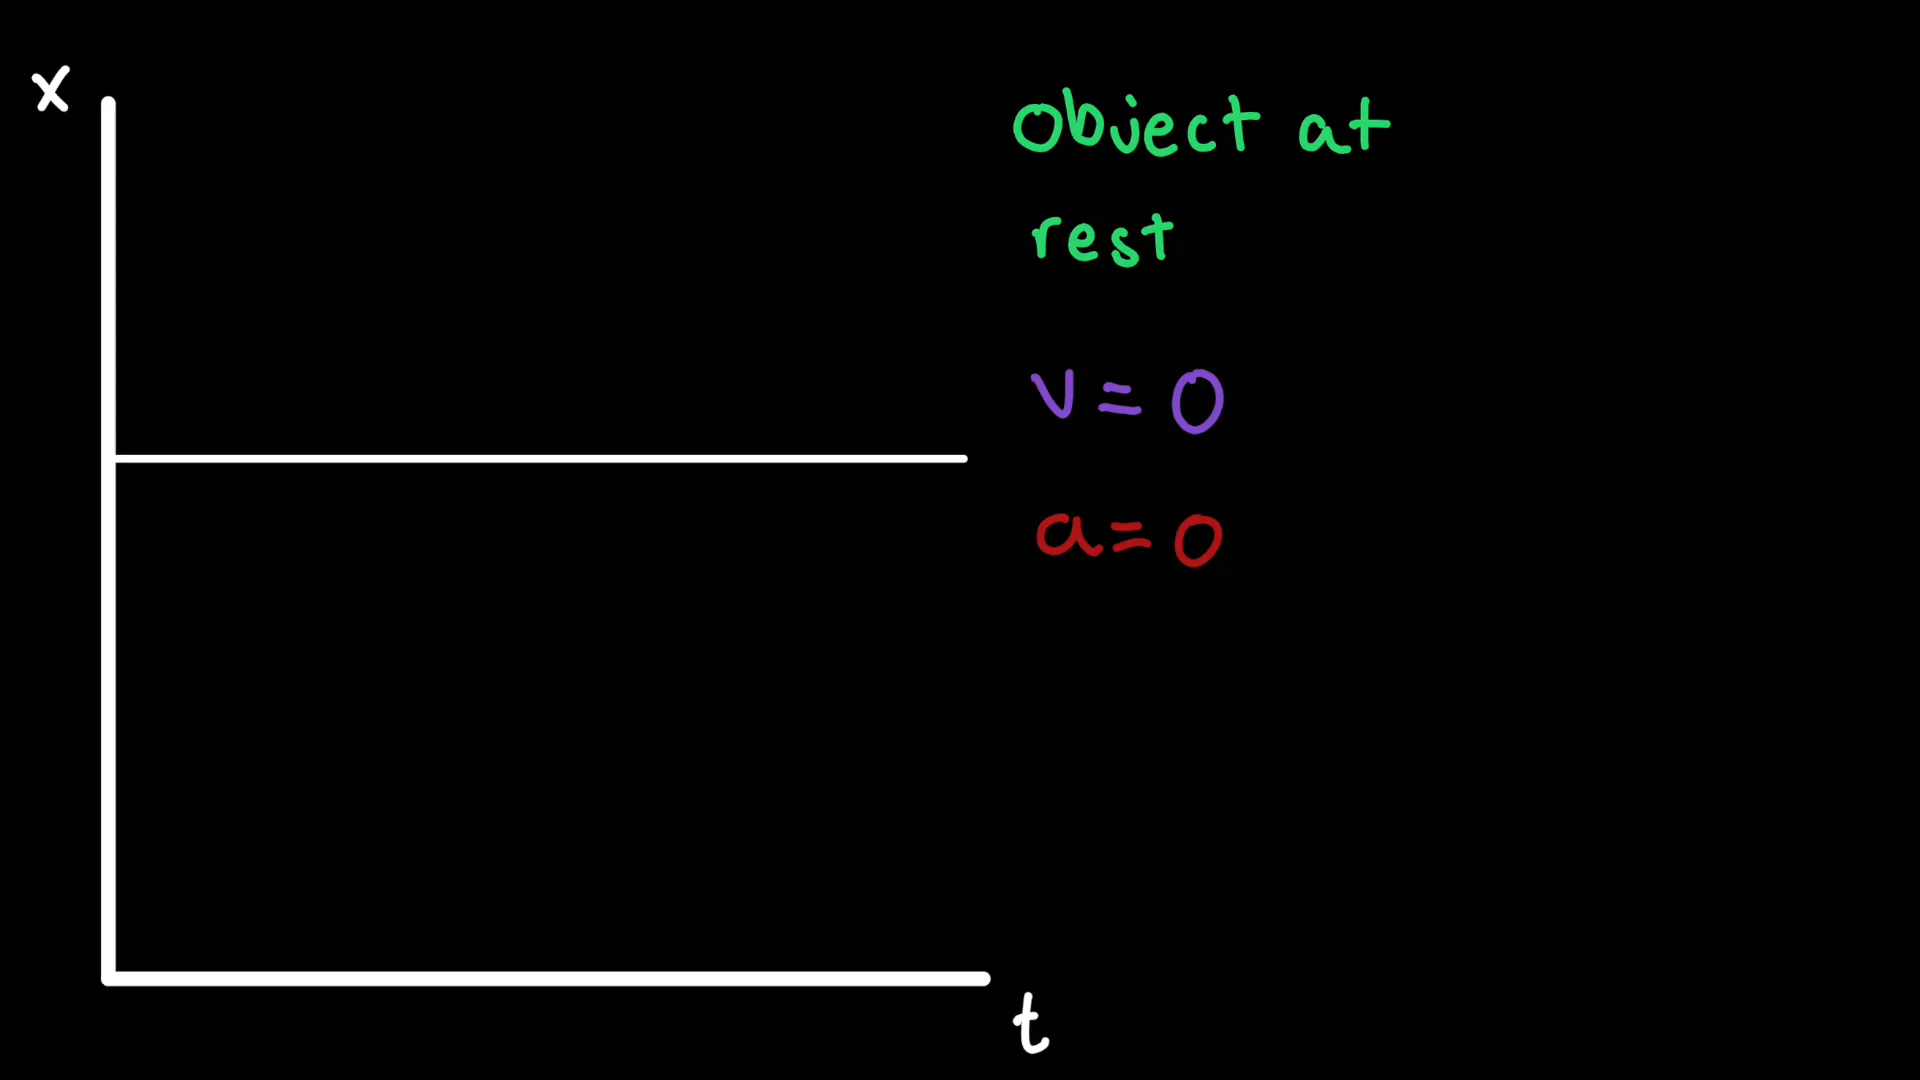 x
Object at
rest
v = 0
a = 0
t